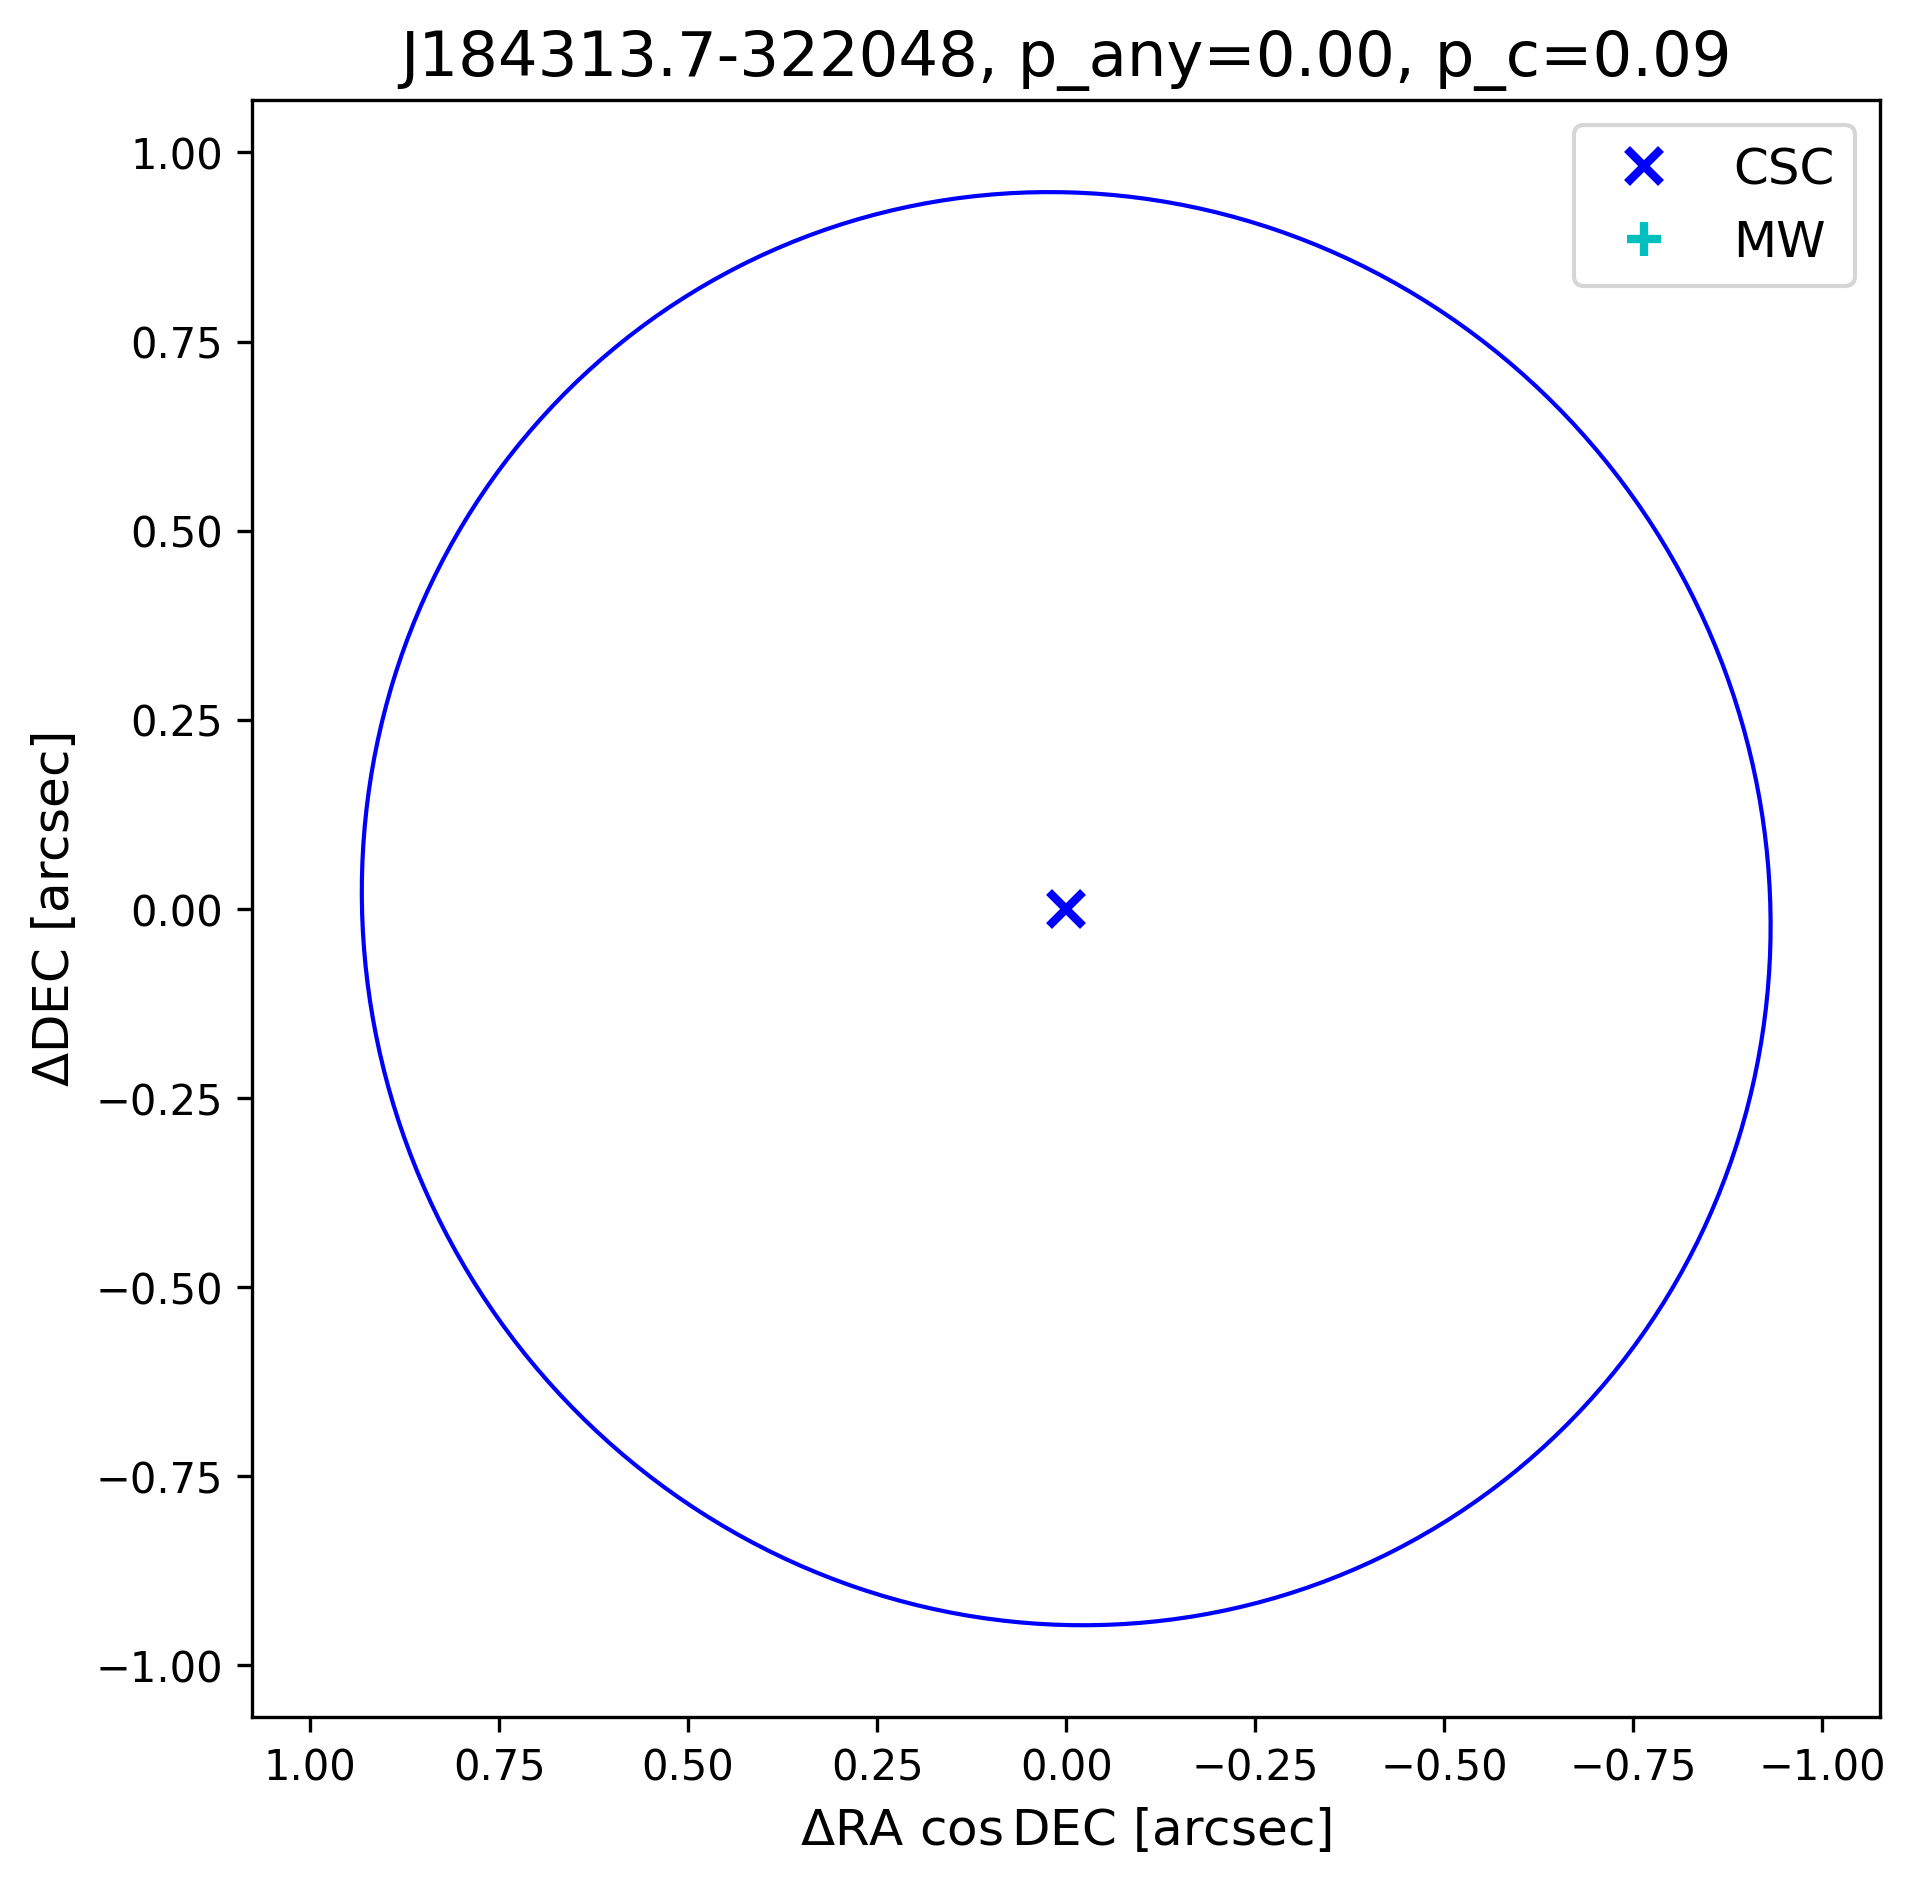 J184313.7-322048, p_any=0.00, p_c=0.09
CSC
MW
1.00
0.75
0.50
0.25
0.00
−0.25
−0.50
−0.75
−1.00
ΔDEC [arcsec]
1.00 0.75 0.50 0.25 0.00 −0.25 −0.50 −0.75 −1.00
ΔRA cos DEC [arcsec]